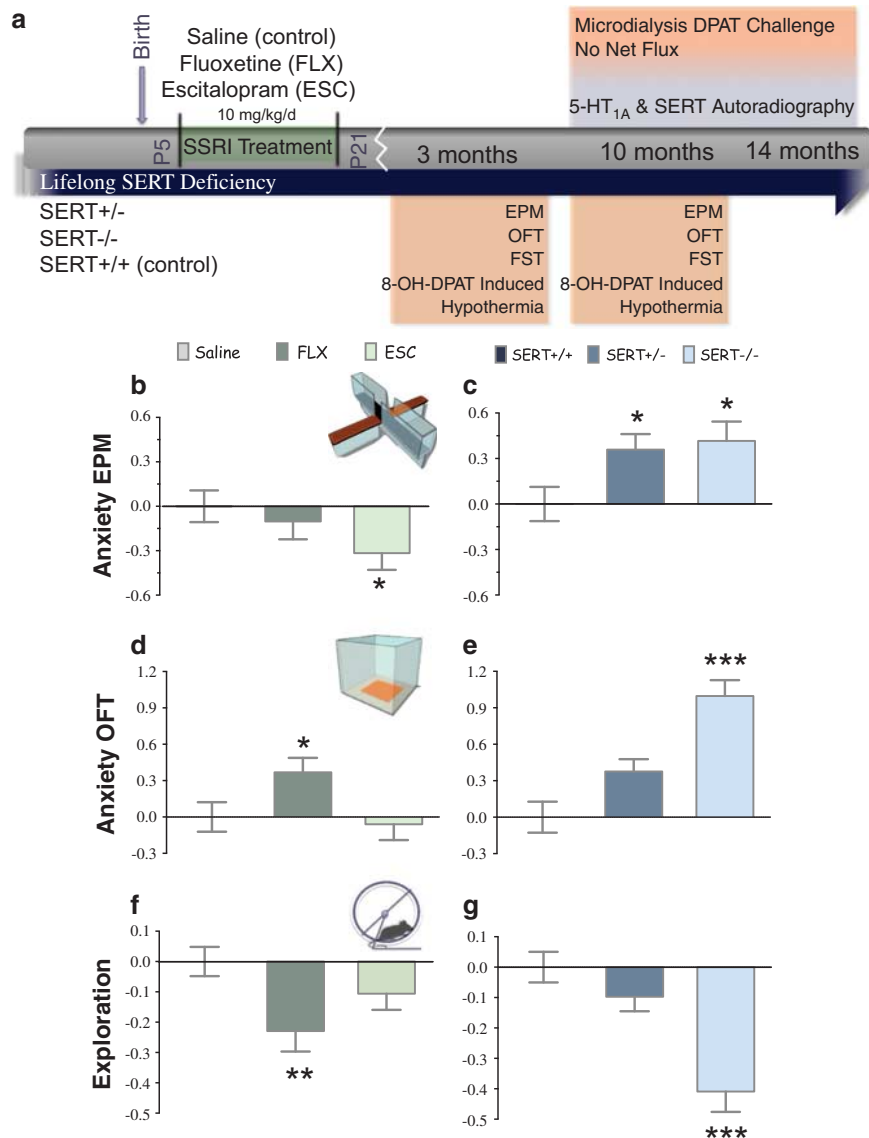 a
Birth
Saline (control)
Fluoxetine (FLX)
Escitalopram (ESC)
10 mg/kg/d
Microdialysis DPAT Challenge
No Net Flux
5-HT1A & SERT Autoradiography
P5
SSRI Treatment
P21
3 months
10 months
14 months
Lifelong SERT Deficiency
SERT+/-
SERT-/-
SERT+/+ (control)
EPM
OFT
FST
8-OH-DPAT Induced
Hypothermia
EPM
OFT
FST
8-OH-DPAT Induced
Hypothermia
Saline FLX ESC
SERT+/+ SERT+/- SERT-/-
b
Anxiety EPM
0.6
0.3
0.0
-0.3
-0.6
*
c
0.6
0.3
0.0
-0.3
-0.6
* *
d
Anxiety OFT
1.2
0.9
0.6
0.3
0.0
-0.3
*
e
1.2
0.9
0.6
0.3
0.0
-0.3
***
f
Exploration
0.1
0.0
-0.1
-0.2
-0.3
-0.4
-0.5
**
g
0.1
0.0
-0.1
-0.2
-0.3
-0.4
-0.5
***